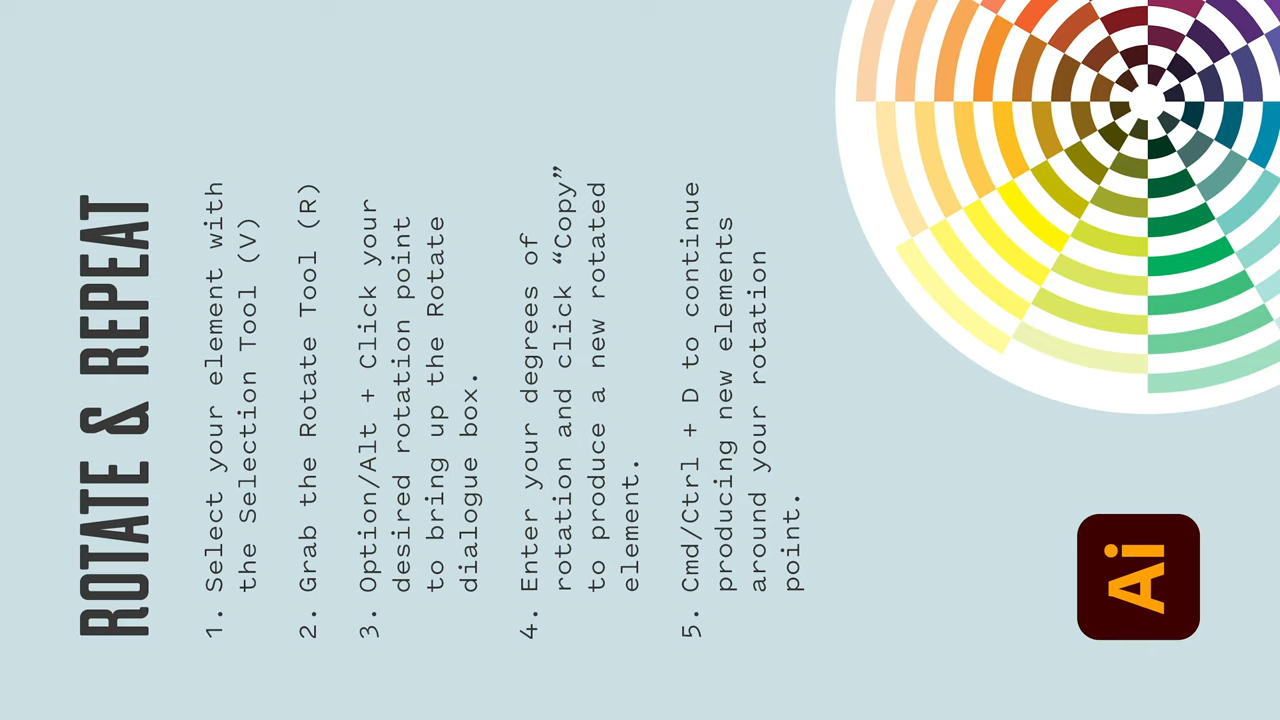 ROTATE & REPEAT
1. Select your element with
the Selection Tool (V)
2. Grab the Rotate Tool (R)
3. Option/Alt + Click your
desired rotation point
to bring up the Rotate
dialogue box.
4. Enter your degrees of
rotation and click “Copy”
to produce a new rotated
element.
5. Cmd/Ctrl + D to continue
producing new elements
around your rotation
point.
Ai